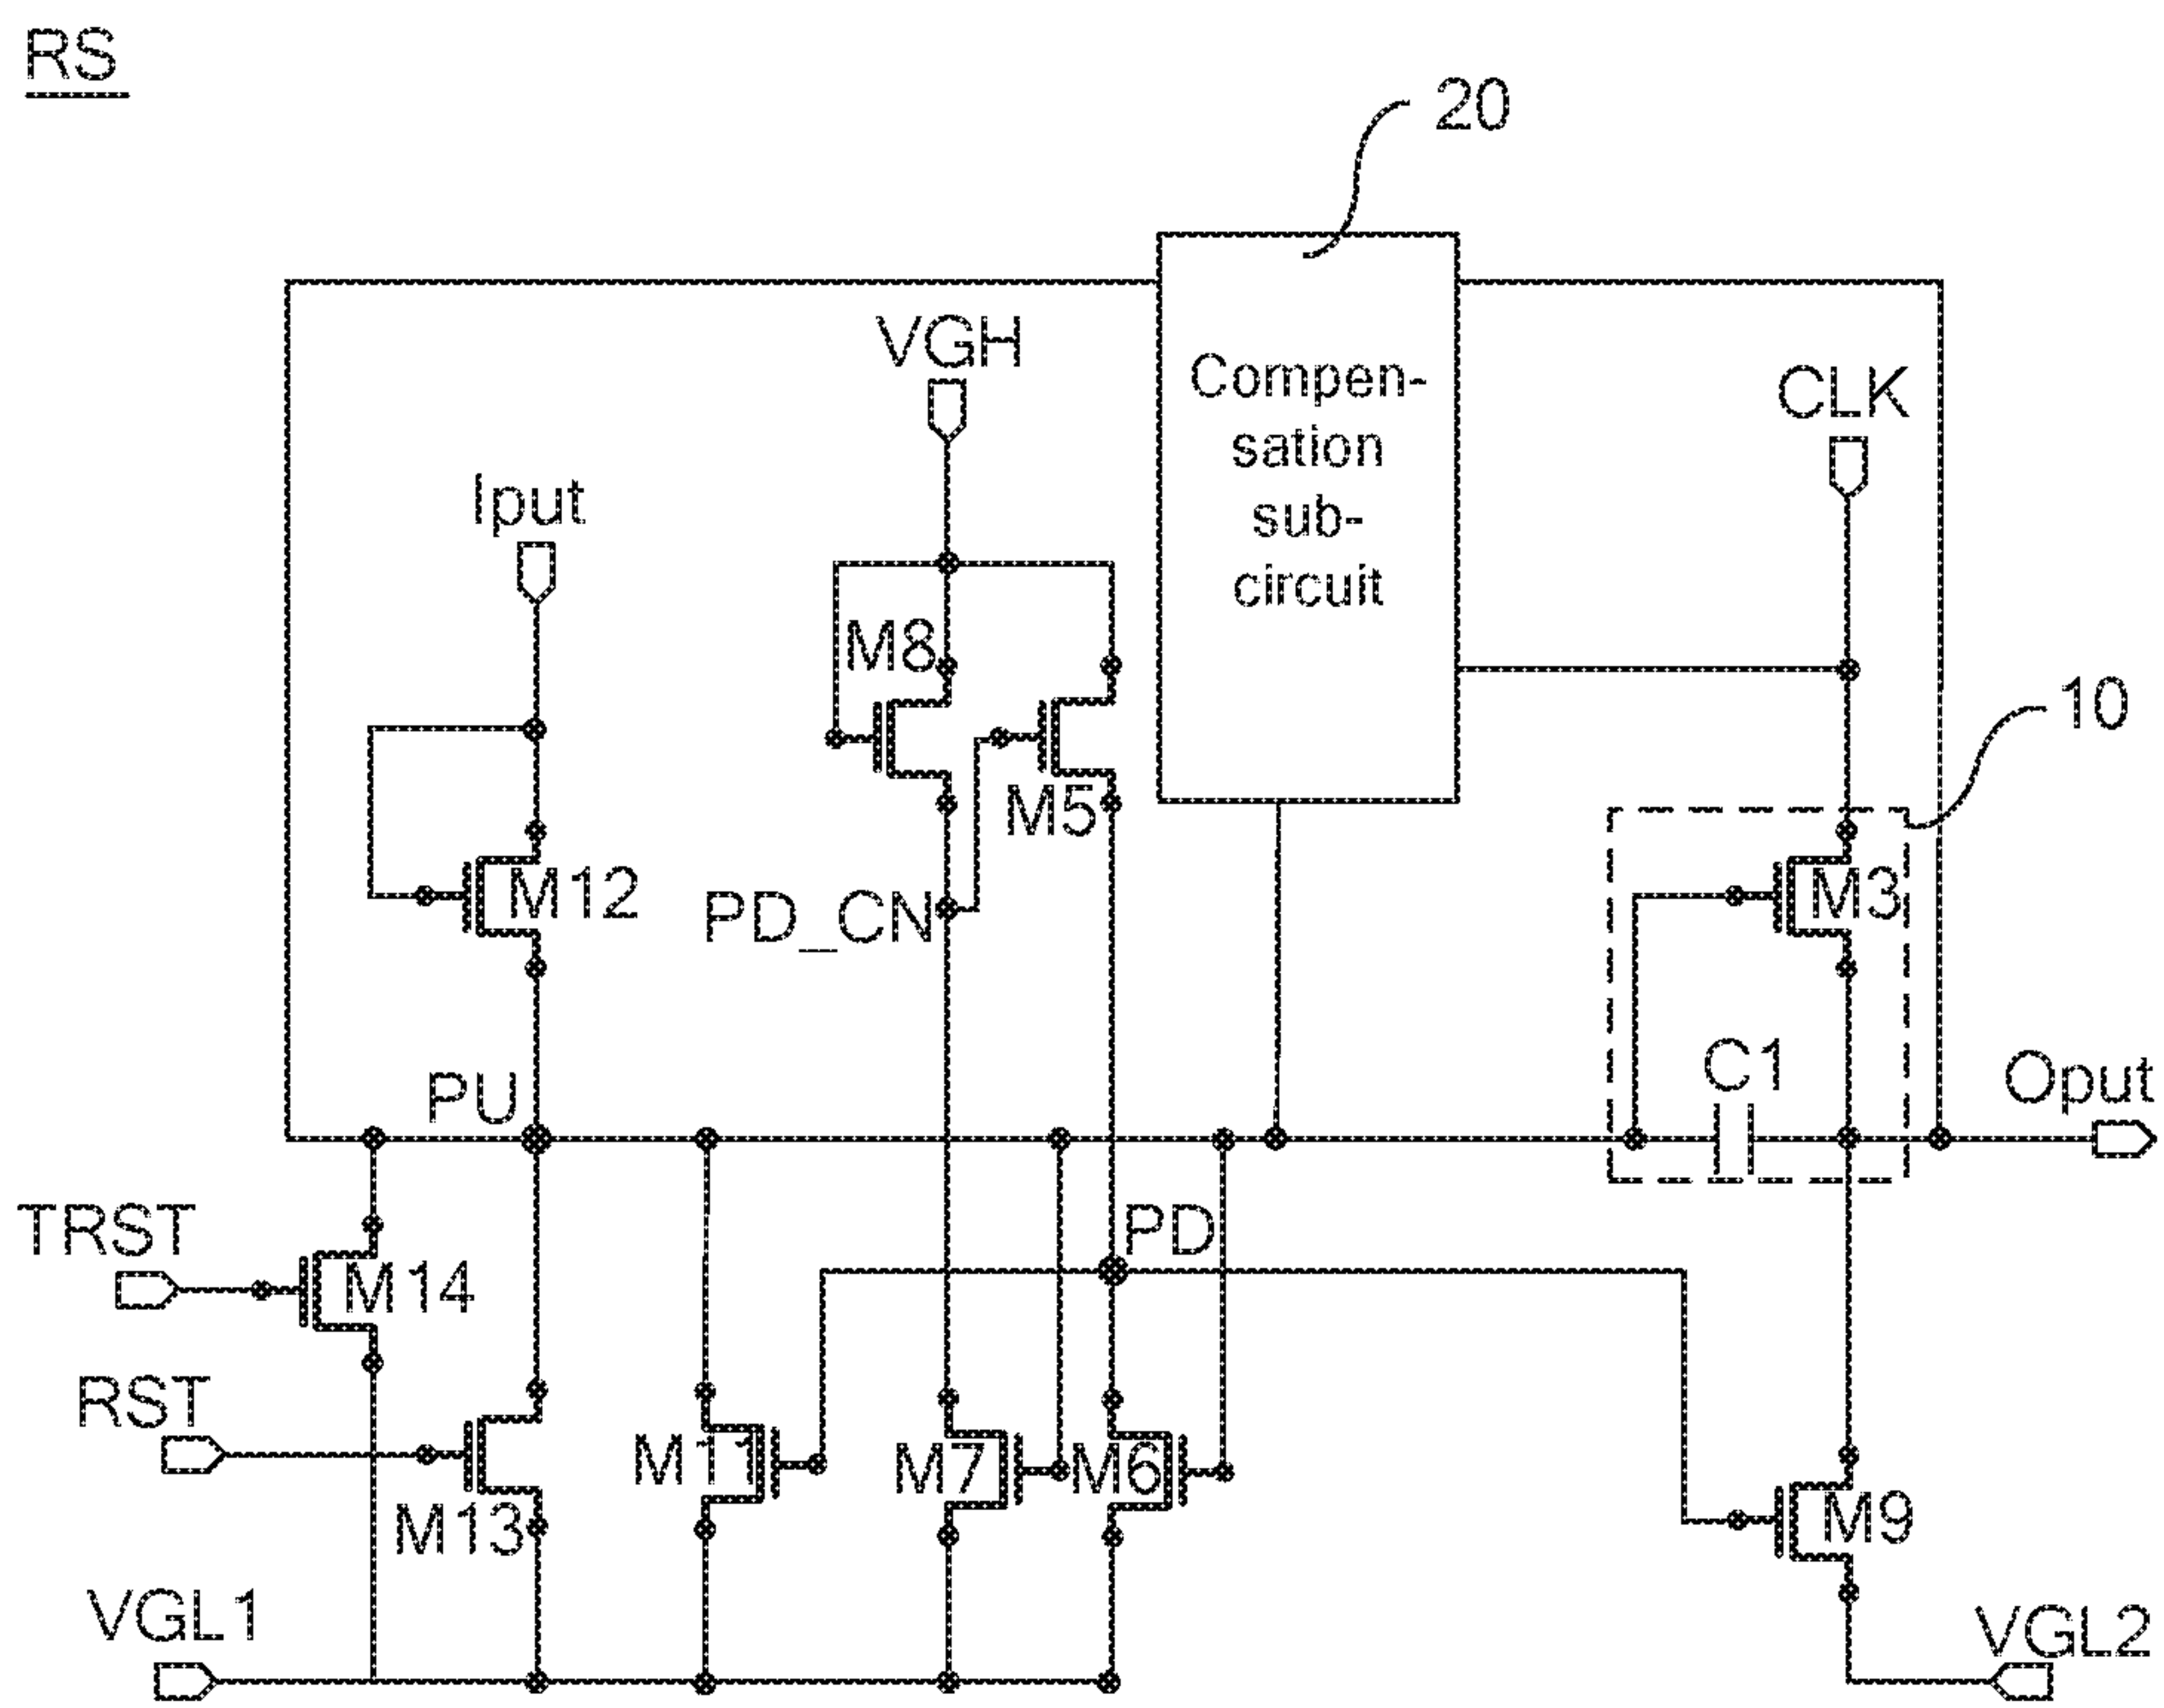 RS
20
VGH
Compen-
sation
sub-
circuit
CLK
Iput
M8
10
M5
M12
PD_CN
M3
C1
PU
Oput
TRST
PD
M14
RST
M11
M7
M6
M13
M9
VGL1
VGL2